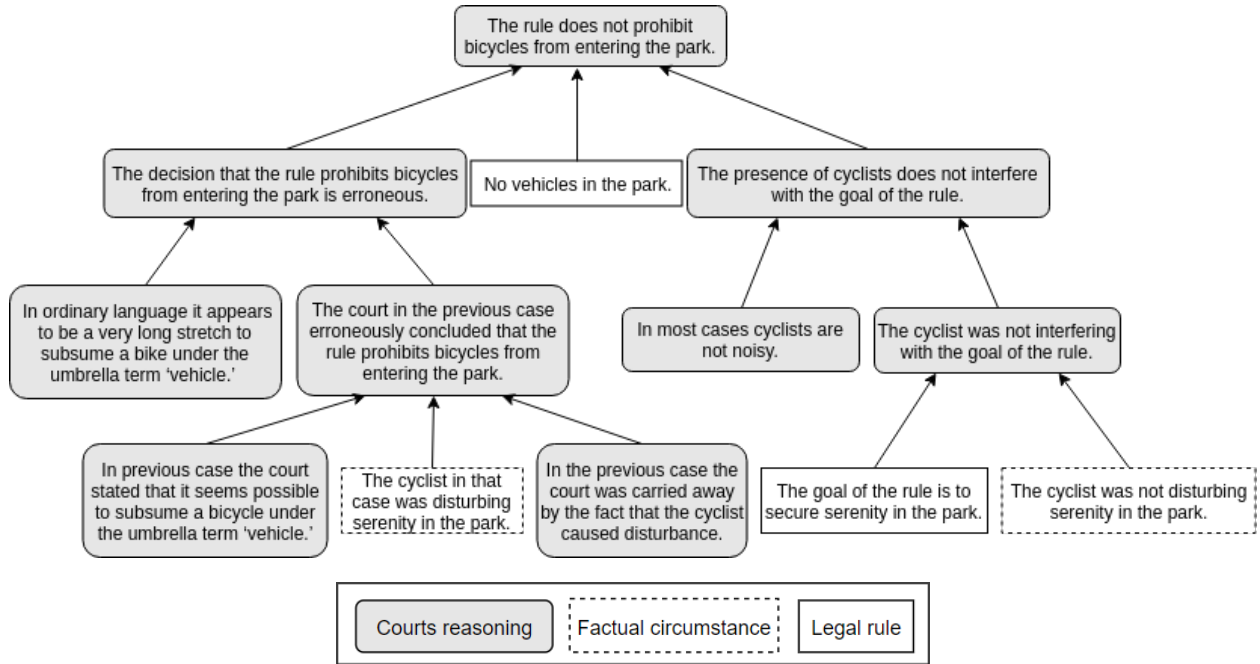 The rule does not prohibit
bicycles from entering the park.
The decision that the rule prohibits bicycles
from entering the park is erroneous.
No vehicles in the park.
The presence of cyclists does not interfere
with the goal of the rule.
In ordinary language it appears
to be a very long stretch to
subsume a bike under the
umbrella term ‘vehicle.’
The court in the previous case
erroneously concluded that the
rule prohibits bicycles from
entering the park.
In most cases cyclists are
not noisy.
The cyclist was not interfering
with the goal of the rule.
In previous case the court
stated that it seems possible
to subsume a bicycle under
the umbrella term ‘vehicle.’
The cyclist in that
case was disturbing
serenity in the park.
In the previous case the
court was carried away
by the fact that the cyclist
caused disturbance.
The goal of the rule is to
secure serenity in the park.
The cyclist was not disturbing
serenity in the park.
Courts reasoning
Factual circumstance
Legal rule